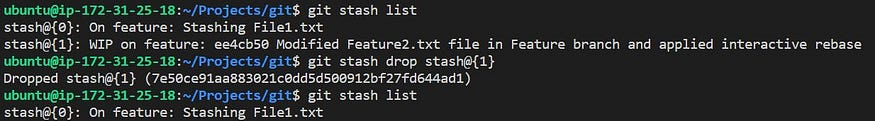 ubuntu@ip-172-31-25-18:~/Projects/git$ git stash list
stash@{0}: On feature: Stashing File1.txt
stash@{1}: WIP on feature: ee4cb50 Modified Feature2.txt file in Feature branch and applied interactive rebase
ubuntu@ip-172-31-25-18:~/Projects/git$ git stash drop stash@{1}
Dropped stash@{1} (7e50ce91aa883021c0dd5d500912bf27fd644ad1)
ubuntu@ip-172-31-25-18:~/Projects/git$ git stash list
stash@{0}: On feature: Stashing File1.txt